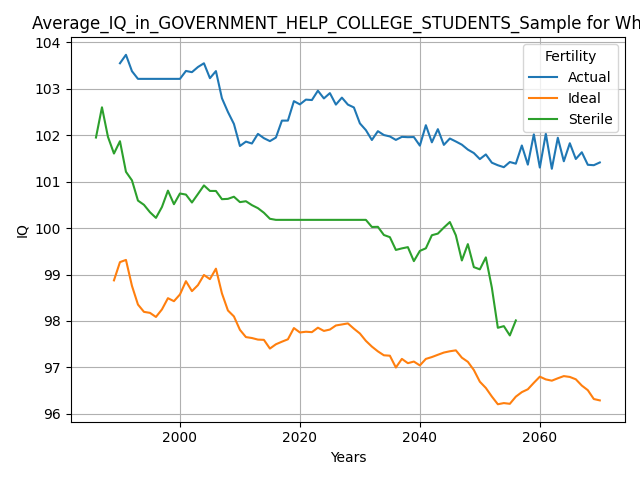 Average_IQ_in_GOVERNMENT_HELP_COLLEGE_STUDENTS_Sample for Wh
104
103
102
101
100
99
98
97
96
IQ
Fertility
Actual
Ideal
Sterile
2000
2020
2040
2060
Years